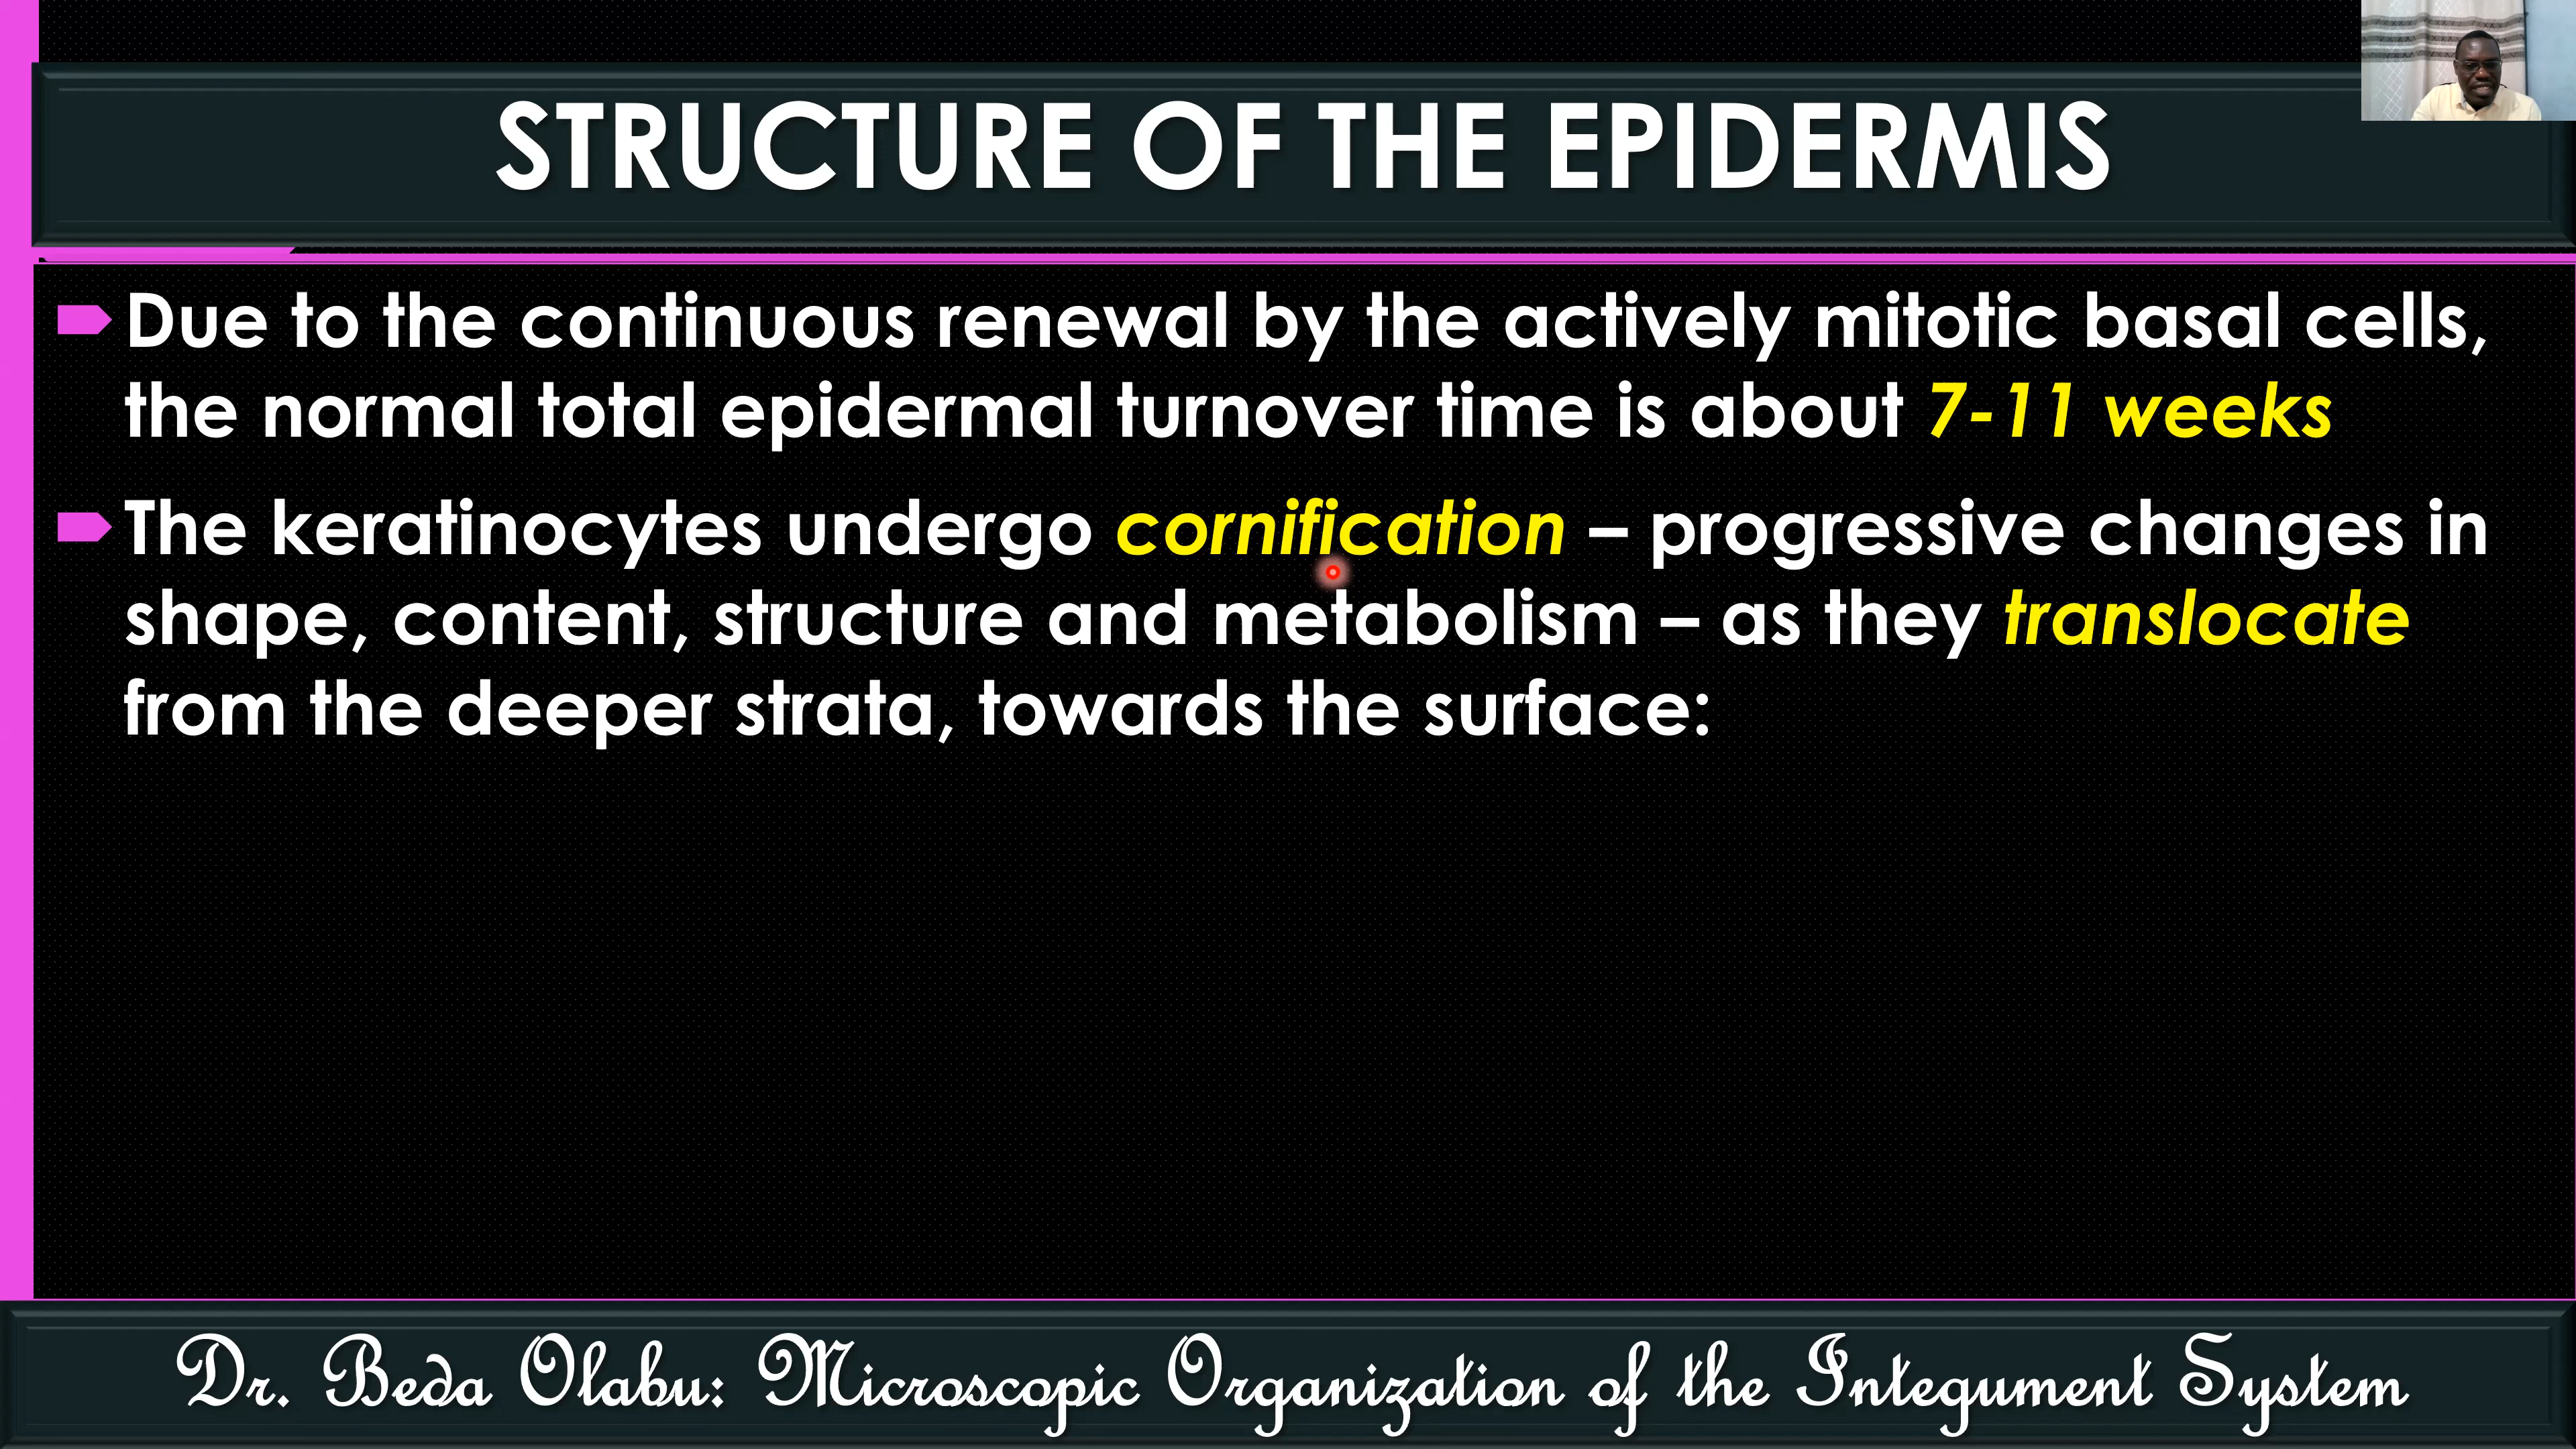 STRUCTURE OF THE EPIDERMIS
Due to the continuous renewal by the actively mitotic basal cells,
the normal total epidermal turnover time is about 7-11 weeks
The keratinocytes undergo cornification – progressive changes in
shape, content, structure and metabolism – as they translocate
from the deeper strata, towards the surface:
Dr. Beda Olabu: Microscopic Organization of the Integument System